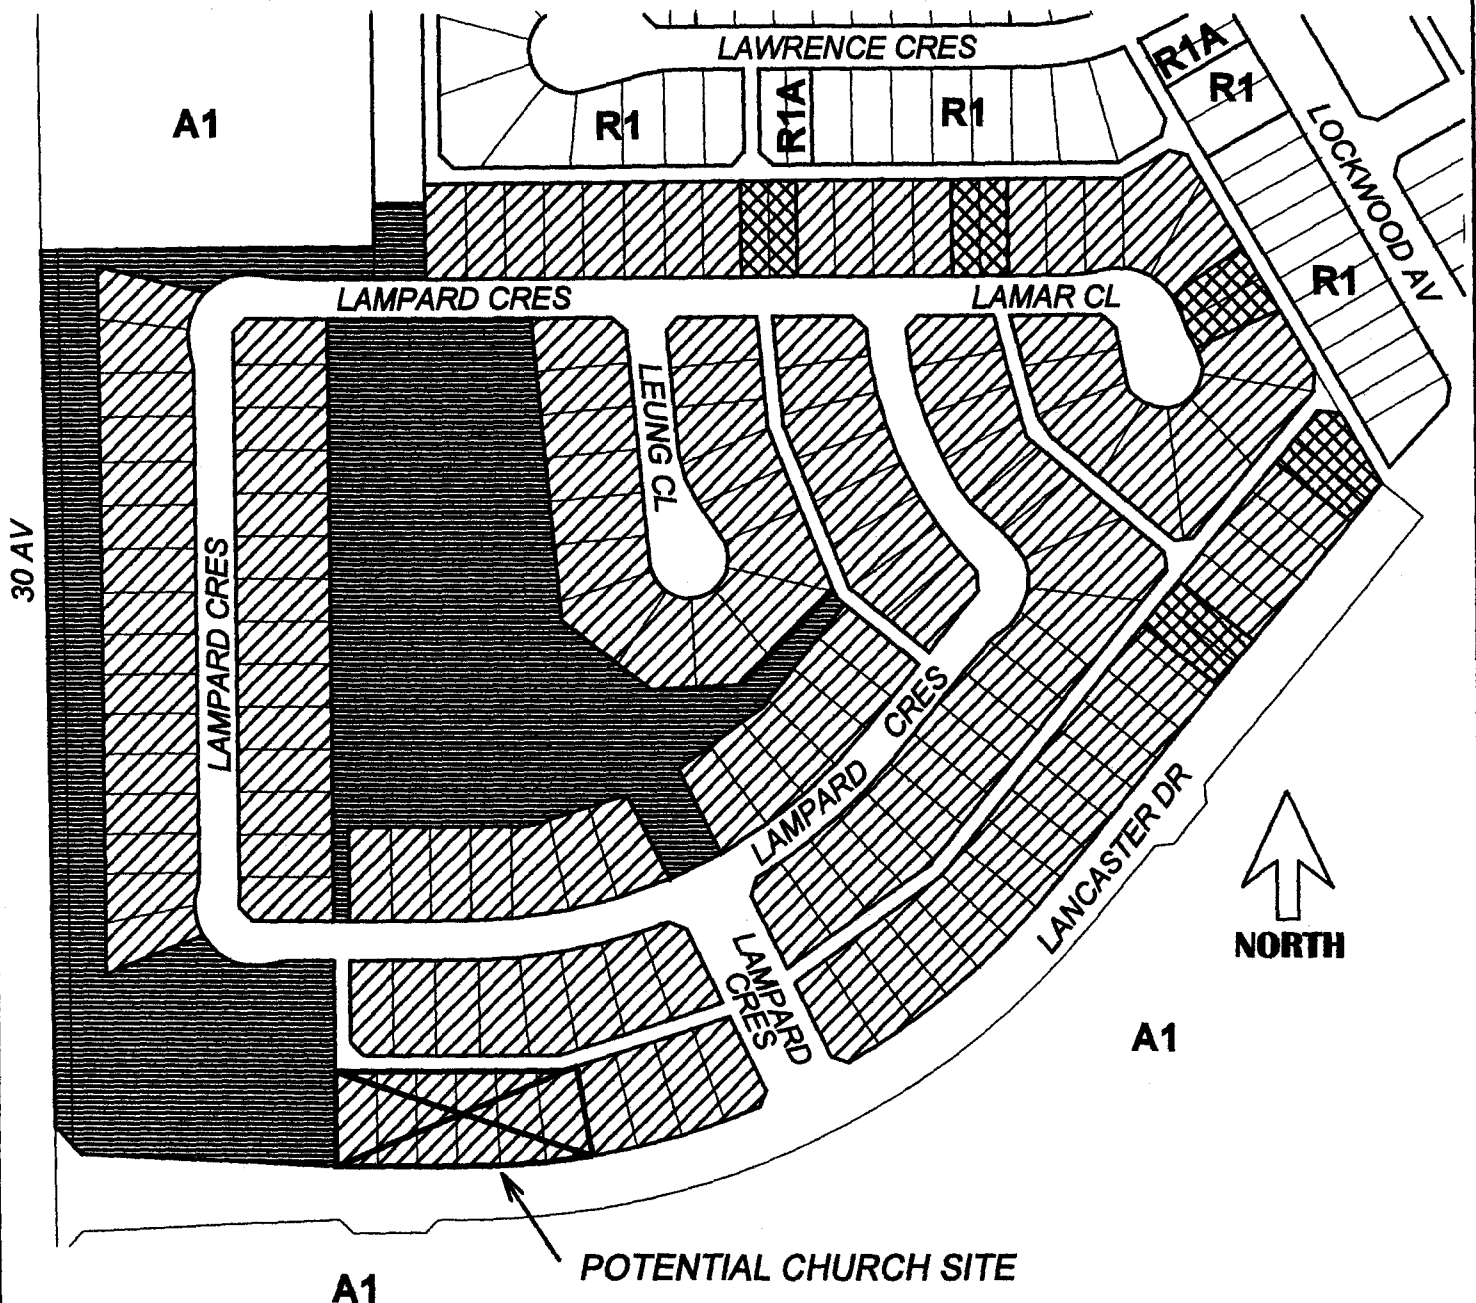 LAWRENCE CRES
R1A
R1
A1
R1
R1A
R1
LOCKWOOD AV
R1
LAMPARD CRES
LAMAR CL
LEUNG CL
30 AV
LAMPARD CRES
LAMPARD CRES
LANCASTER DR
NORTH
LAMPARD
CRES
A1
POTENTIAL CHURCH SITE
A1